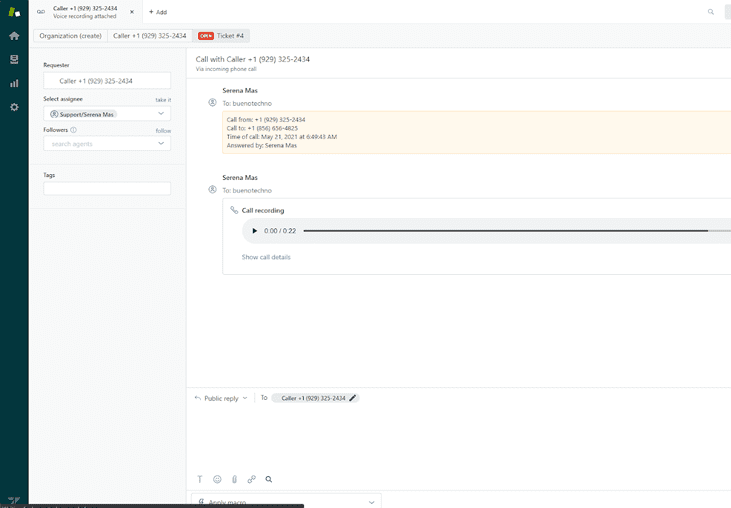 Caller +1 (929) 325-2434
Voice recording attached
+ Add
Organization (create)
Caller +1 (929) 325-2434
OPEN Ticket #4
Requester
Caller +1 (929) 325-2434
Select assignee
take it
Support/Serena Mas
Followers
follow
search agents
Tags
Call with Caller +1 (929) 325-2434
Via incoming phone call
Serena Mas
To: buenotechno
Call from: +1 (929) 325-2434
Call to: +1 (856) 656-4625
Time of call: May 21, 2021 at 6:49:43 AM
Answered by: Serena Mas
Serena Mas
To: buenotechno
Call recording
0:00 / 0:22
Show call details
Public reply
To
Caller +1 (929) 325-2434
Apply macro